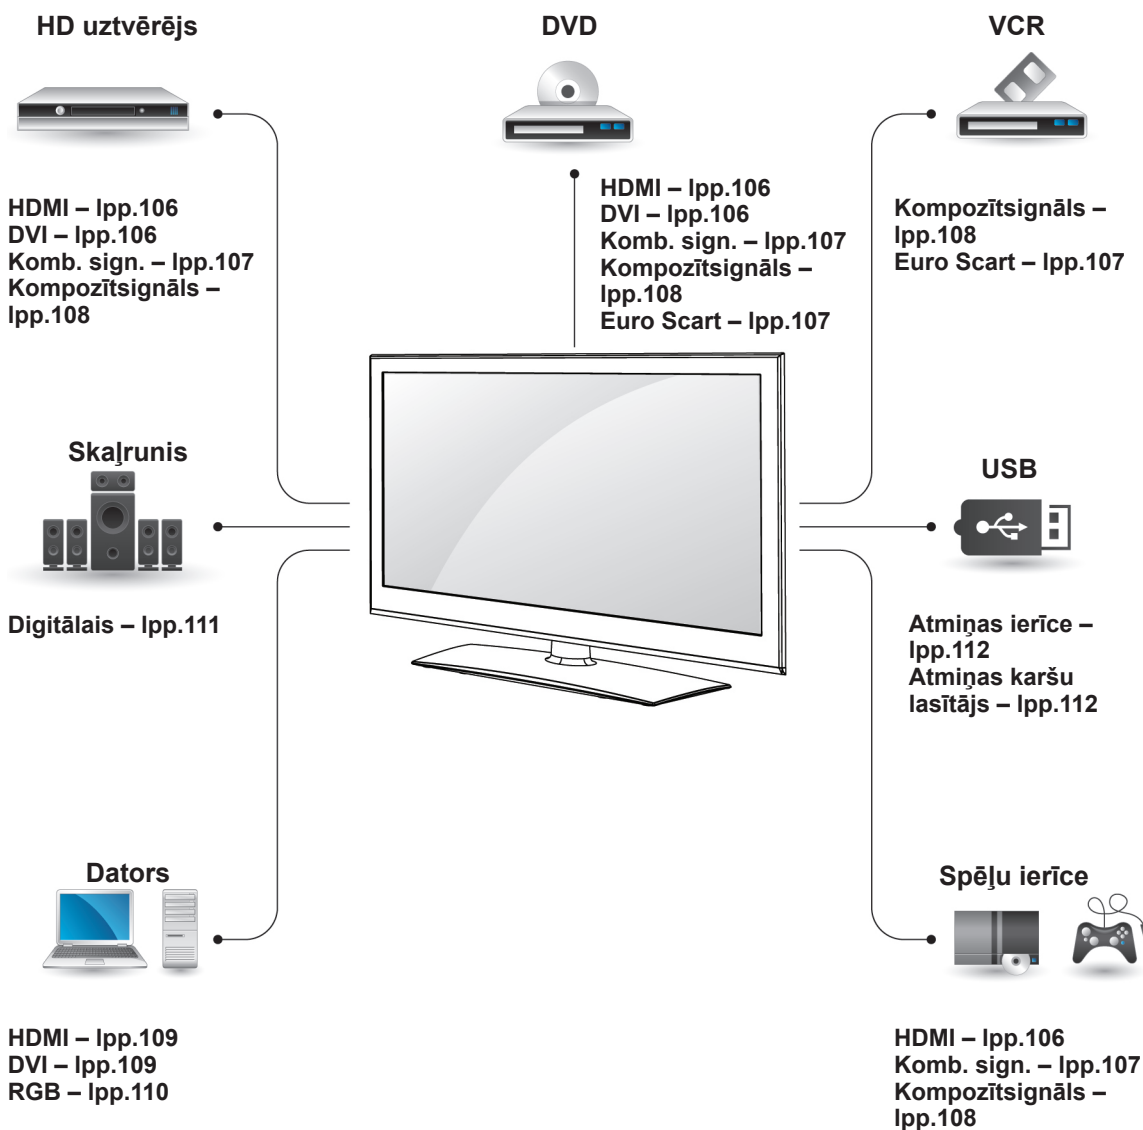 HD uztvērējs
HDMI – lpp.106
DVI – lpp.106
Komb. sign. – lpp.107
Kompozītsignāls –
lpp.108
DVD
HDMI – lpp.106
DVI – lpp.106
Komb. sign. – lpp.107
Kompozītsignāls –
lpp.108
Euro Scart – lpp.107
VCR
Kompozītsignāls –
lpp.108
Euro Scart – lpp.107
Skaļrunis
Digitālais – lpp.111
USB
Atmiņas ierīce –
lpp.112
Atmiņas karšu
lasītājs – lpp.112
Dators
HDMI – lpp.109
DVI – lpp.109
RGB – lpp.110
Spēļu ierīce
HDMI – lpp.106
Komb. sign. – lpp.107
Kompozītsignāls –
lpp.108